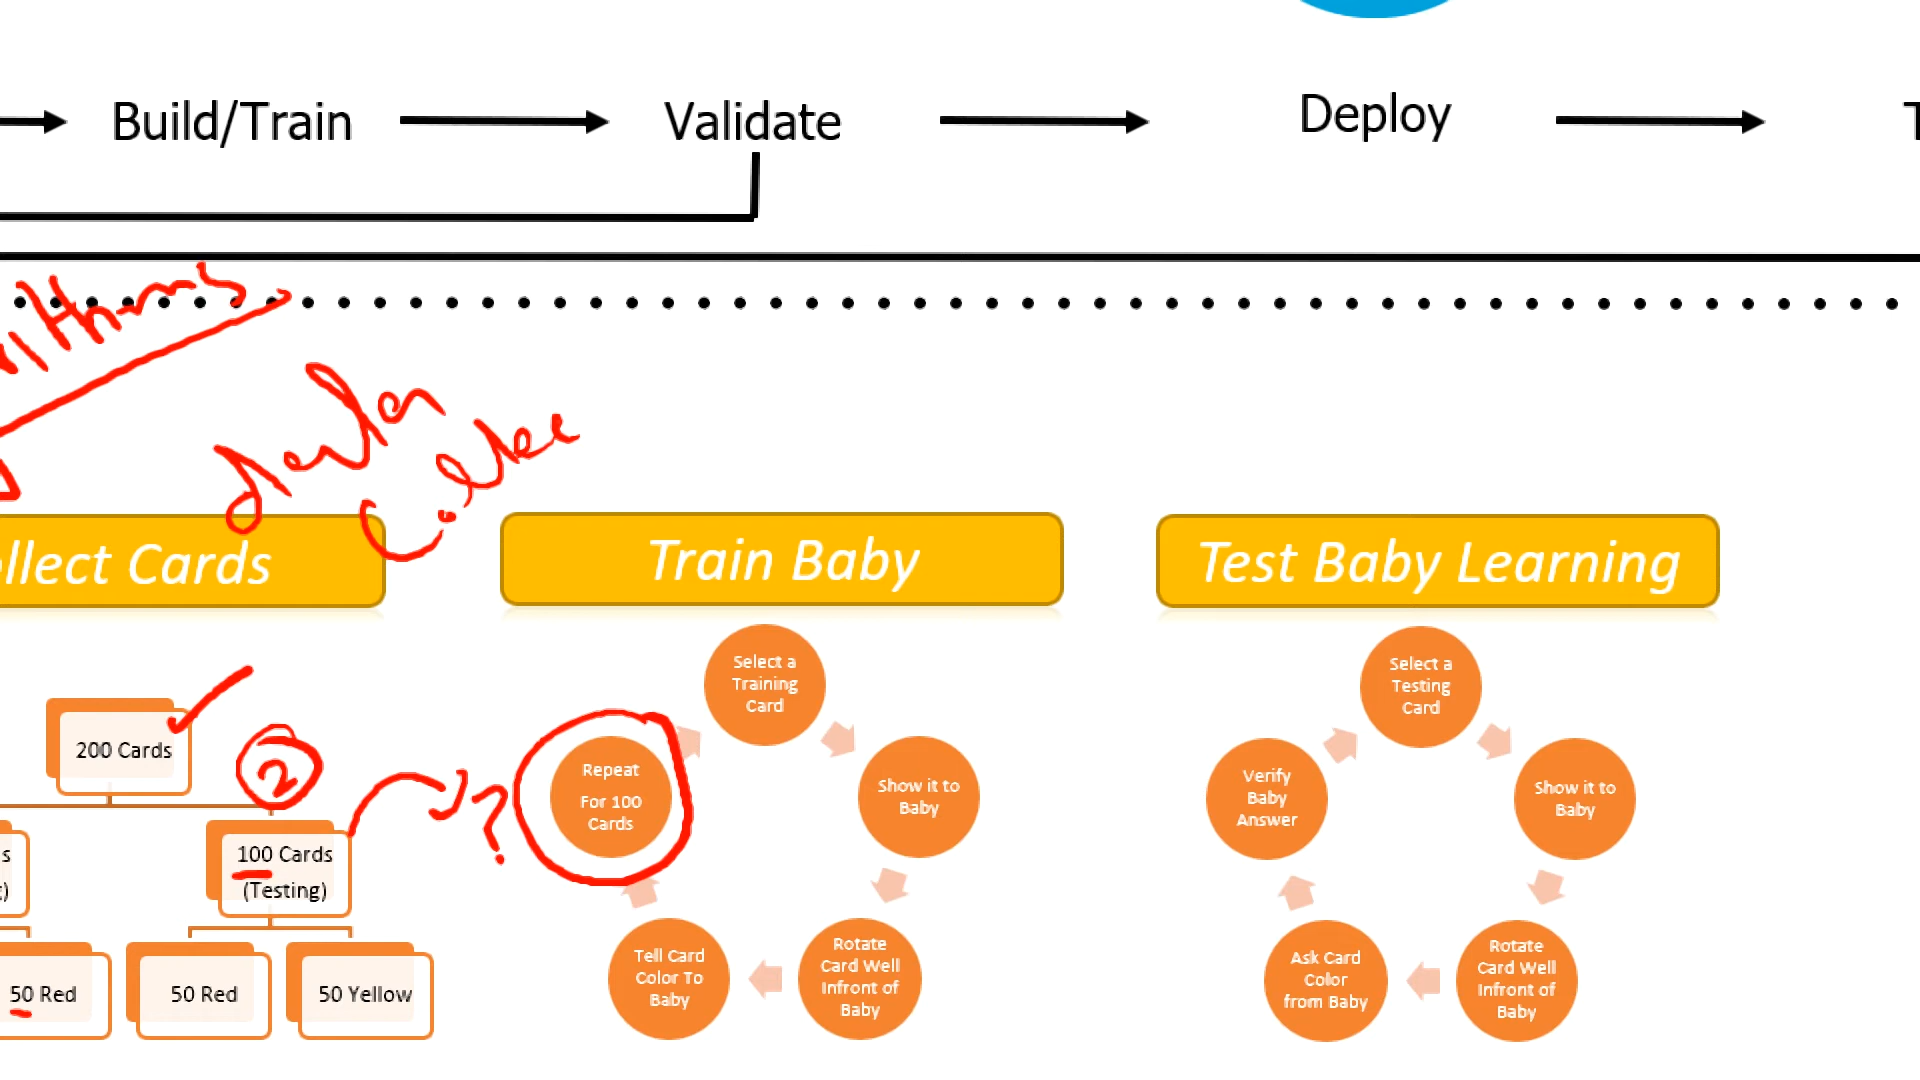 Build/Train
Validate
Deploy
T
llect Cards
Train Baby
Test Baby Learning
200 Cards
2
100 Cards
(Testing)
50 Red
50 Red
50 Yellow
?
Select a
Training
Card
Show it to
Baby
Rotate
Card Well
Infront of
Baby
Tell Card
Color To
Baby
Repeat
For 100
Cards
Select a
Testing
Card
Show it to
Baby
Rotate
Card Well
Infront of
Baby
Ask Card
Color
from Baby
Verify
Baby
Answer